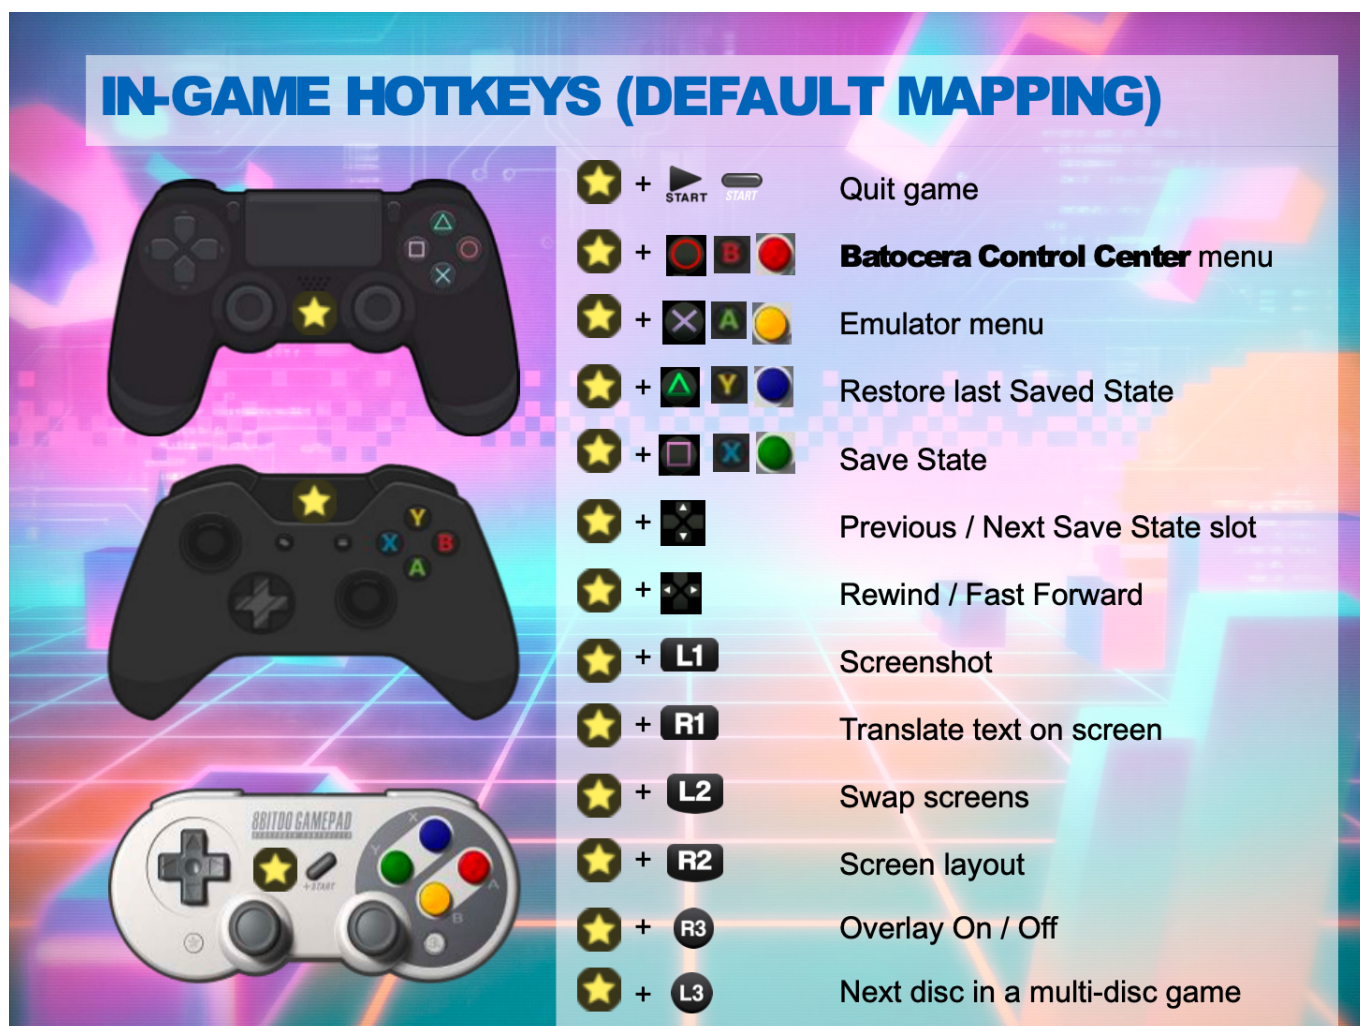 IN-GAME HOTKEYS (DEFAULT MAPPING)
+ START START Quit game
+ B Batocera Control Center menu
+ A Emulator menu
+ Y Restore last Saved State
+ X Save State
+ Previous / Next Save State slot
+ Rewind / Fast Forward
+ L1 Screenshot
+ R1 Translate text on screen
+ L2 Swap screens
+ R2 Screen layout
+ R3 Overlay On / Off
+ L3 Next disc in a multi-disc game
Y
X B
A
8BITDO GAMEPAD
X
Y
+START
A
B